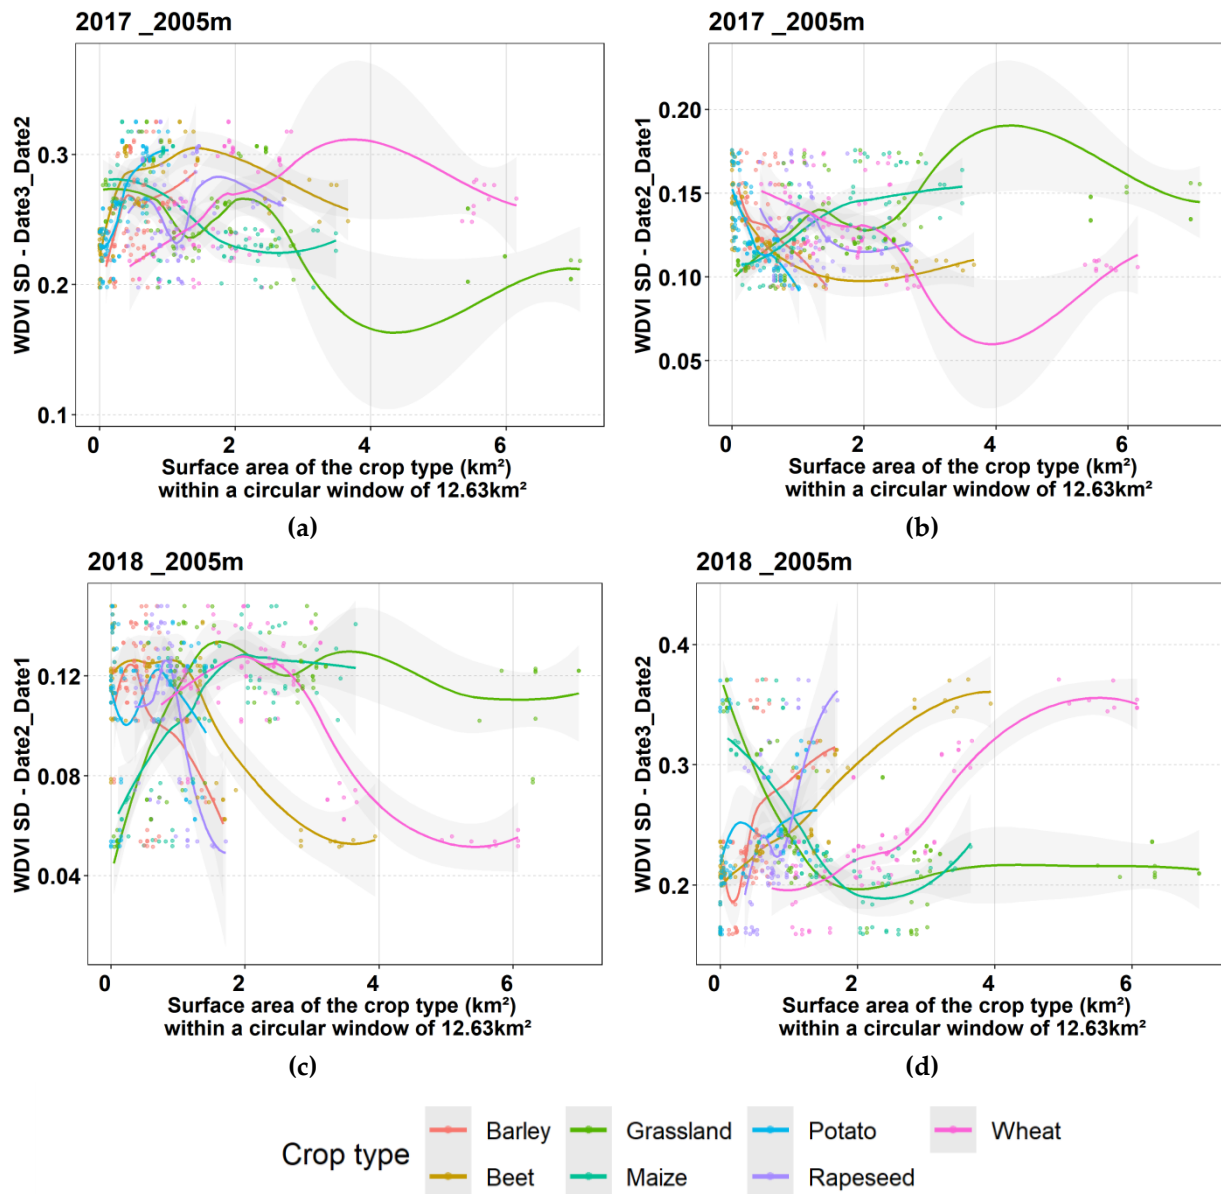 2017 _2005m
WDVI SD - Date3_Date2
0.3
0.2
0.1
0 2 4 6
Surface area of the crop type (km²)
within a circular window of 12.63km²
(a)
2017 _2005m
WDVI SD - Date2_Date1
0.20
0.15
0.10
0.05
0 2 4 6
Surface area of the crop type (km²)
within a circular window of 12.63km²
(b)
2018 _2005m
WDVI SD - Date2_Date1
0.12
0.08
0.04
0 2 4 6
Surface area of the crop type (km²)
within a circular window of 12.63km²
(c)
2018 _2005m
WDVI SD - Date3_Date2
0.4
0.3
0.2
0 2 4 6
Surface area of the crop type (km²)
within a circular window of 12.63km²
(d)
Crop type
Barley Grassland Potato Wheat
Beet Maize Rapeseed